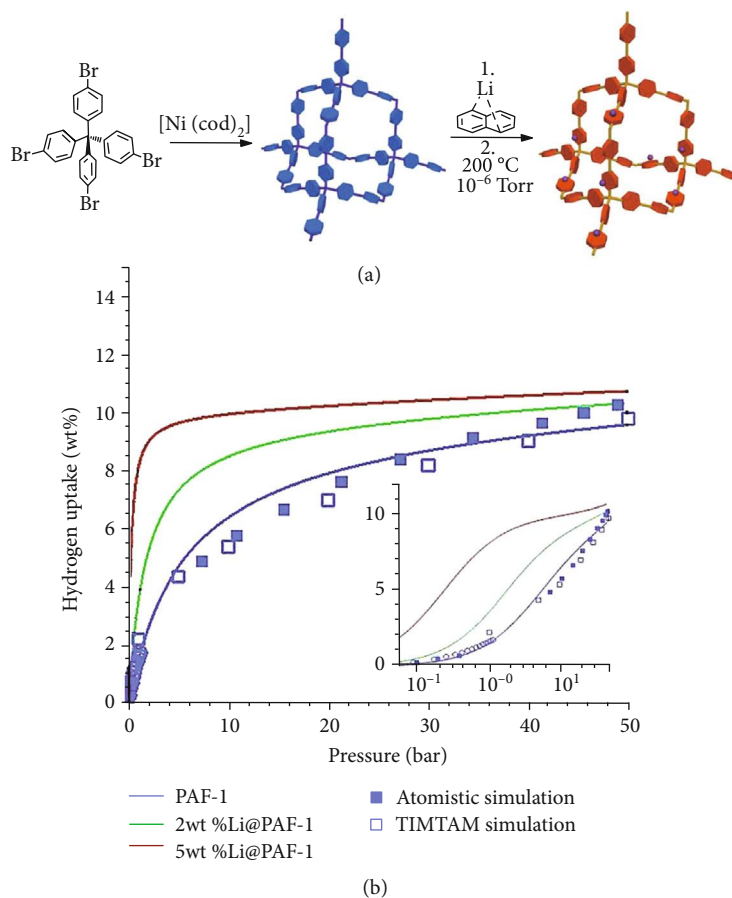 Br
Br
Br
Br
[Ni (cod)₂]
1.
Li
2.
200 °C
10⁻⁶ Torr
(a)
14
12
10
8
6
4
2
0
Hydrogen uptake (wt%)
10
5
0
10⁻¹
10⁻⁰
10¹
0
10
20
30
40
50
Pressure (bar)
PAF-1
2wt %Li@PAF-1
5wt %Li@PAF-1
Atomistic simulation
TIMTAM simulation
(b)